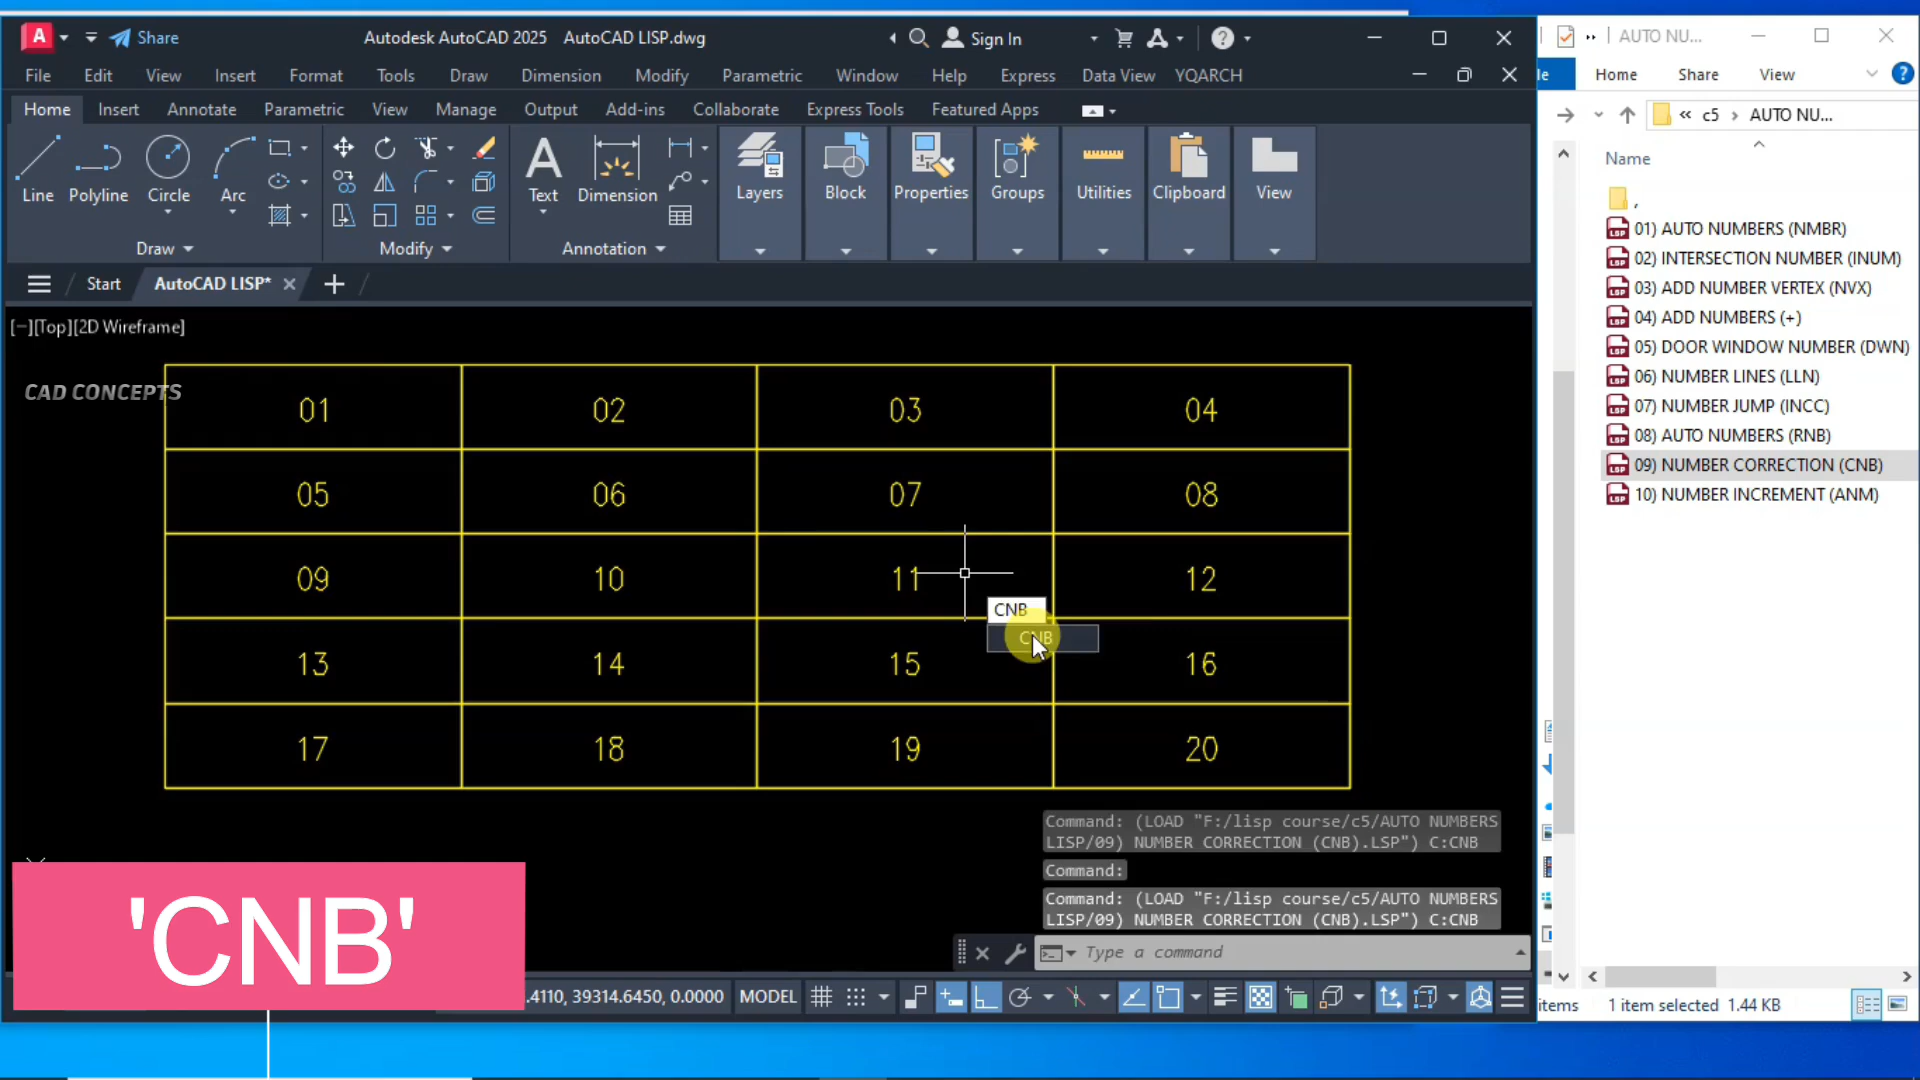 A
Share
Autodesk AutoCAD 2025 AutoCAD LISP.dwg
Sign In
File Edit View Insert Format Tools Draw Dimension Modify Parametric Window Help Express Data View YQARCH
Home Insert Annotate Parametric View Manage Output Add-ins Collaborate Express Tools Featured Apps
Line Polyline Circle Arc
Text Dimension
Layers Block Properties Groups Utilities Clipboard View
Draw Modify Annotation
Start AutoCAD LISP*
[−][Top][2D Wireframe]
CAD CONCEPTS
01 02 03 04
05 06 07 08
09 10 11 12
13 14 15 16
17 18 19 20
CNB
CNB
Command: (LOAD "F:/lisp course/c5/AUTO NUMBERS
LISP/09) NUMBER CORRECTION (CNB).LSP") C:CNB
Command:
Command: (LOAD "F:/lisp course/c5/AUTO NUMBERS
LISP/09) NUMBER CORRECTION (CNB).LSP") C:CNB
Type a command
'CNB'
.4110, 39314.6450, 0.0000 MODEL
AUTO NU...
le Home Share View
« c5 › AUTO NU...
Name
,
01) AUTO NUMBERS (NMBR)
02) INTERSECTION NUMBER (INUM)
03) ADD NUMBER VERTEX (NVX)
04) ADD NUMBERS (+)
05) DOOR WINDOW NUMBER (DWN)
06) NUMBER LINES (LLN)
07) NUMBER JUMP (INCC)
08) AUTO NUMBERS (RNB)
09) NUMBER CORRECTION (CNB)
10) NUMBER INCREMENT (ANM)
items 1 item selected 1.44 KB